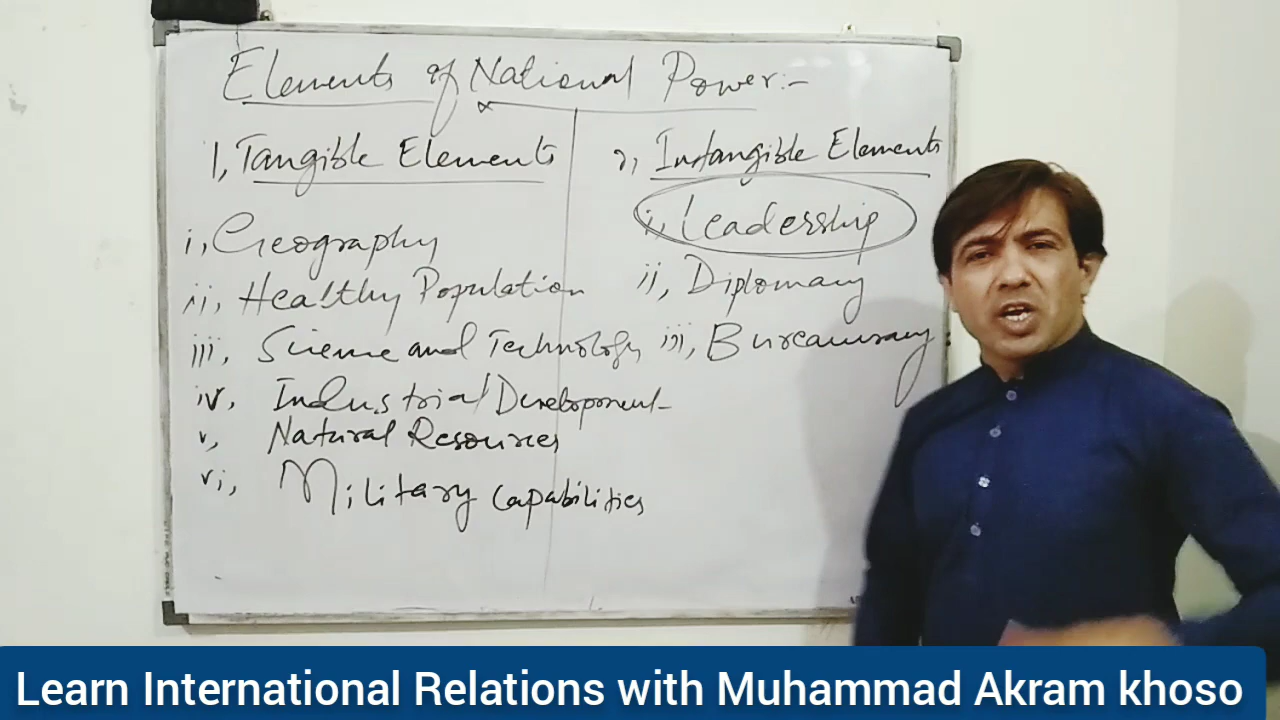 Elements of National Power:-
1, Tangible Elements
i, Geography
ii, Healthy Population
iii, Science and Technology
iv, Industrial Development
v, Natural Resources
vi, Military Capabilities
2, Intangible Elements
i, Leadership
ii, Diplomacy
iii, Bureaucracy:
Learn International Relations with Muhammad Akram khoso